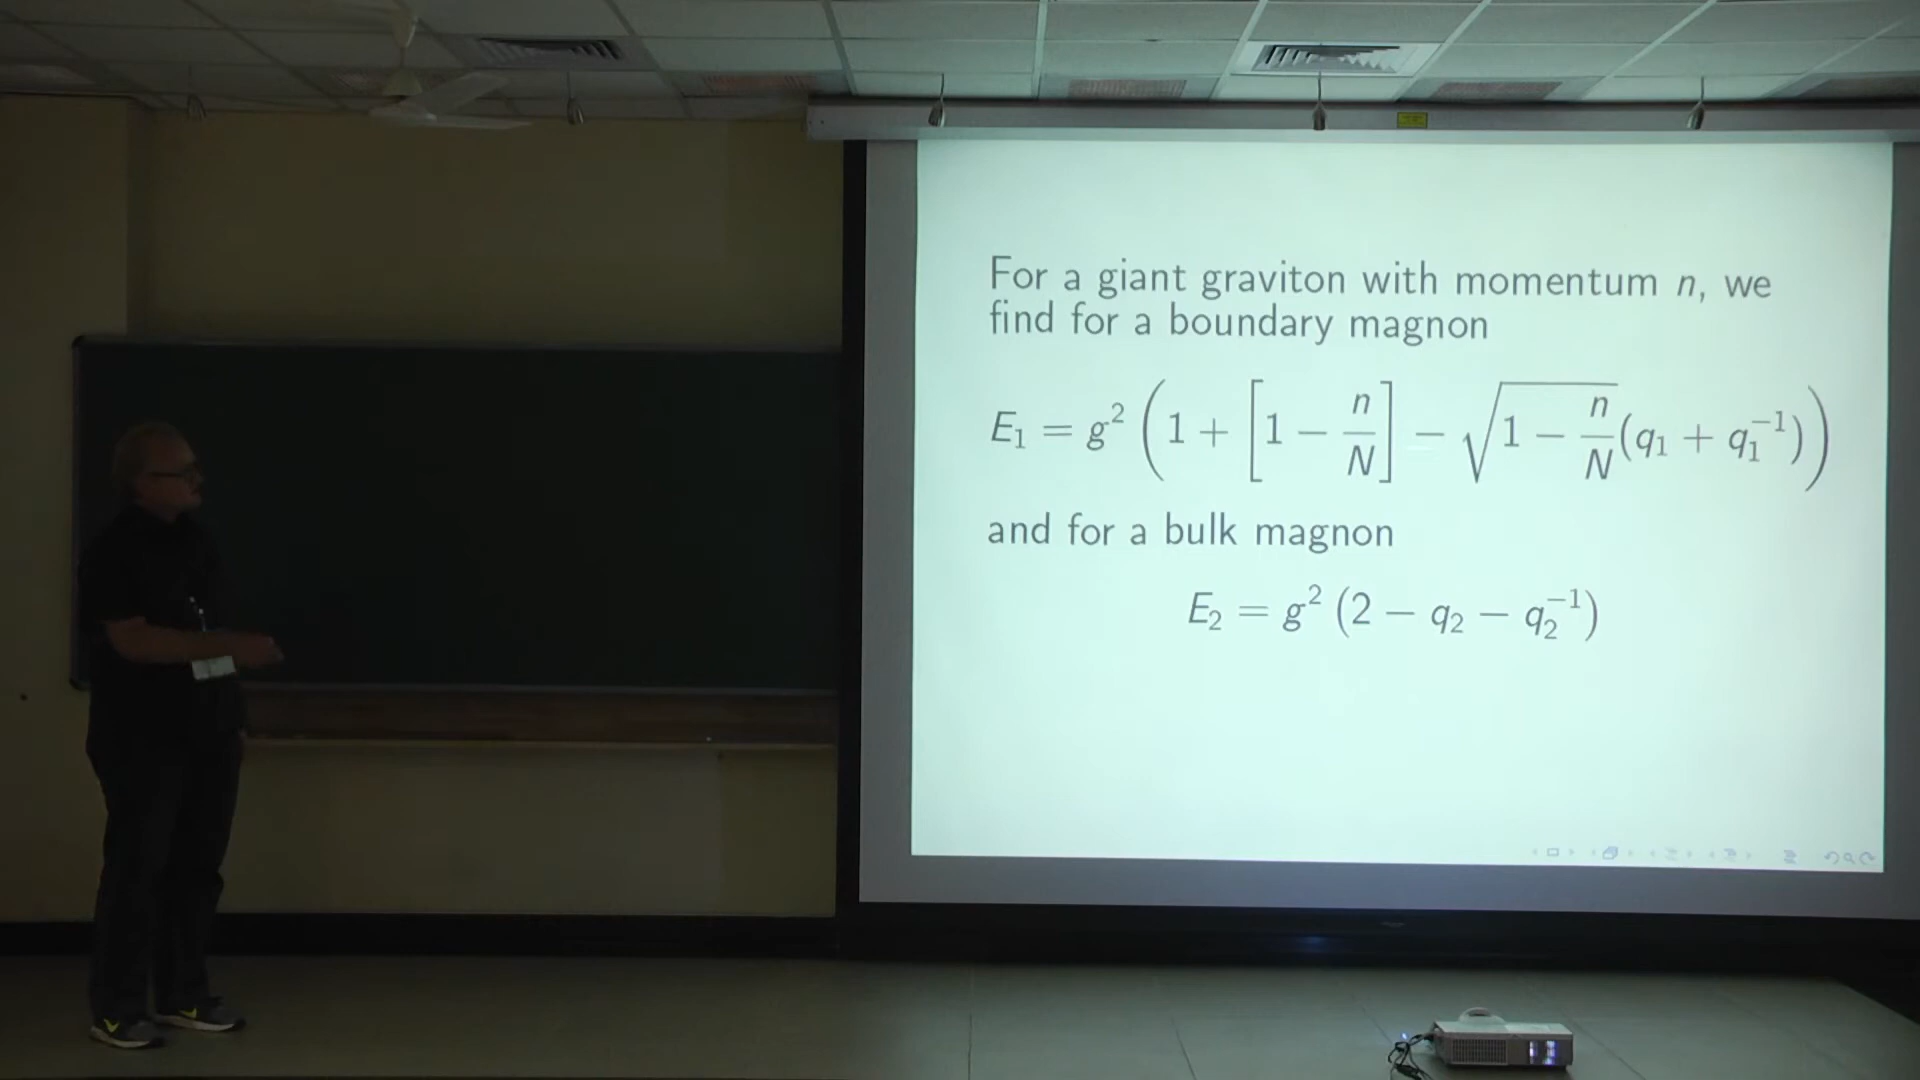 For a giant graviton with momentum n, we
find for a boundary magnon
E₁ = g² (1 + [1 − n/N] − √(1 − n/N) (q₁ + q₁⁻¹))
and for a bulk magnon
E₂ = g² (2 − q₂ − q₂⁻¹)